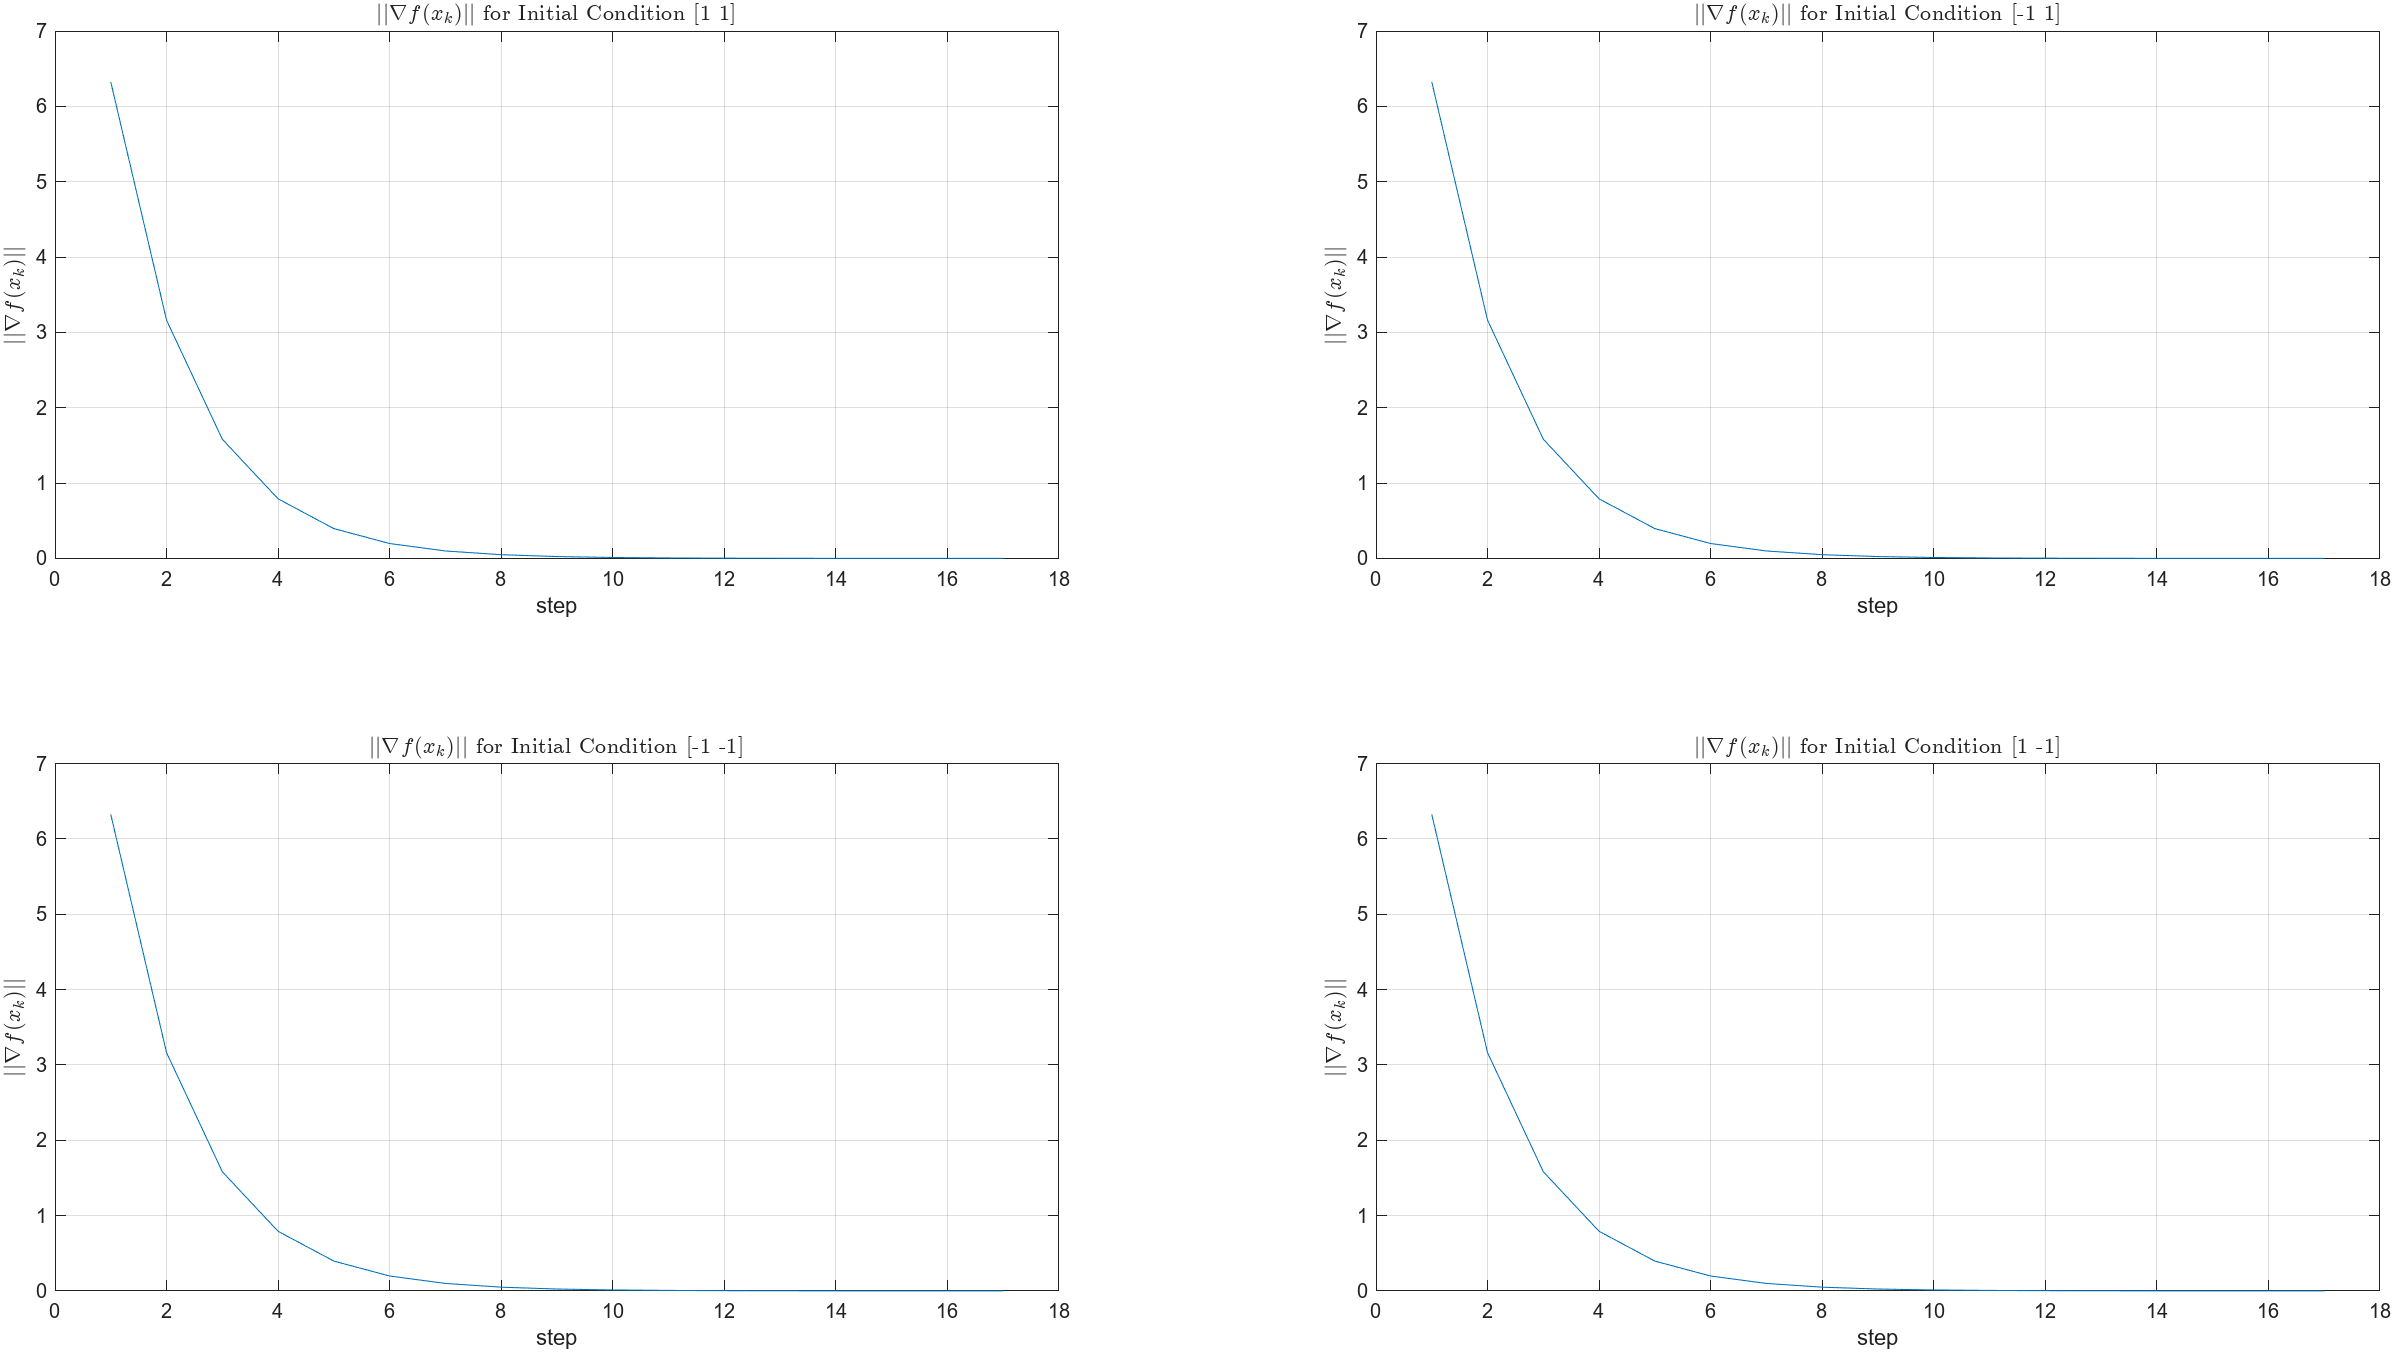 ||∇f(x_k)|| for Initial Condition [1 1]
7
6
5
4
3
2
1
0
||∇f(x_k)||
0 2 4 6 8 10 12 14 16 18
step
||∇f(x_k)|| for Initial Condition [-1 1]
7
6
5
4
3
2
1
0
||∇f(x_k)||
0 2 4 6 8 10 12 14 16 18
step
||∇f(x_k)|| for Initial Condition [-1 -1]
7
6
5
4
3
2
1
0
||∇f(x_k)||
0 2 4 6 8 10 12 14 16 18
step
||∇f(x_k)|| for Initial Condition [1 -1]
7
6
5
4
3
2
1
0
||∇f(x_k)||
0 2 4 6 8 10 12 14 16 18
step